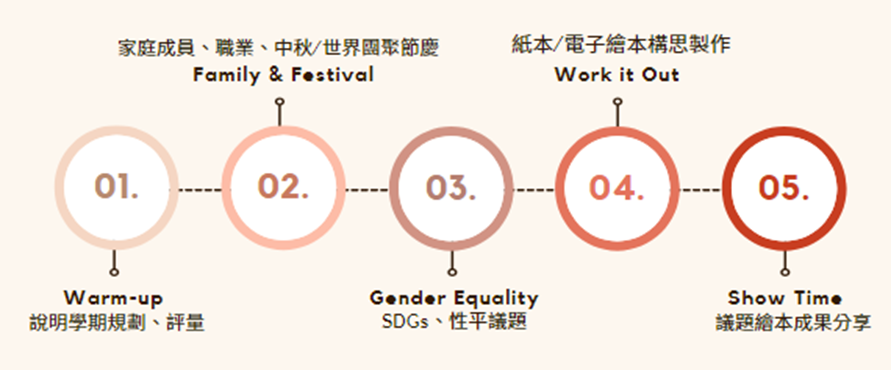 家庭成員、職業、中秋/世界團聚節慶
Family & Festival
紙本/電子繪本構思製作
Work it Out
01.
02.
03.
04.
05.
Warm-up
說明學期規劃、評量
Gender Equality
SDGs、性平議題
Show Time
議題繪本成果分享